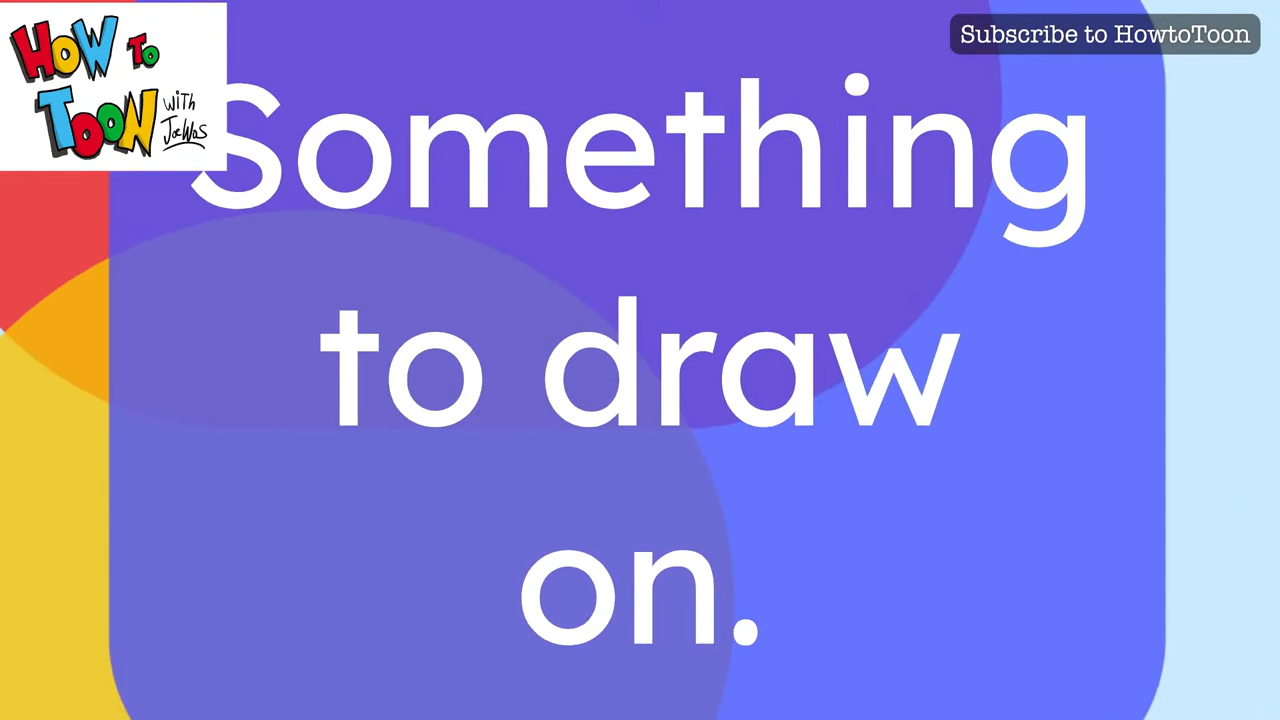 HOW TO
TOON
WITH
JoeWos
Subscribe to HowtoToon
Something
to draw
on.